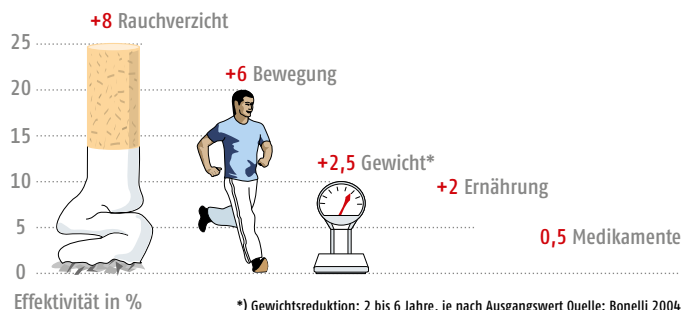 +8 Rauchverzicht
25
+6 Bewegung
20
15
+2,5 Gewicht*
10
+2 Ernährung
5
0,5 Medikamente
0
Effektivität in %
*) Gewichtsreduktion: 2 bis 6 Jahre, je nach Ausgangswert Quelle: Bonelli 2004